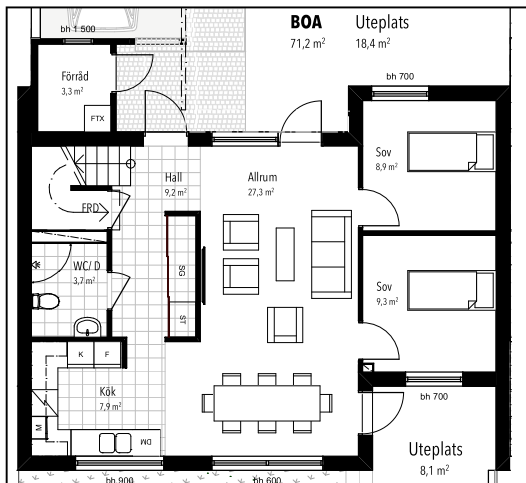 BOA
71,2 m²
Uteplats
18,4 m²
bh 1 500
Förråd
3,3 m²
FTX
bh 700
Sov
8,9 m²
Hall
9,2 m²
Allrum
27,3 m²
FRD
WC/ D
3,7 m²
SG
ST
Sov
9,3 m²
K
F
Kök
7,9 m²
M
DM
bh 700
Uteplats
8,1 m²
bh 900
bh 600